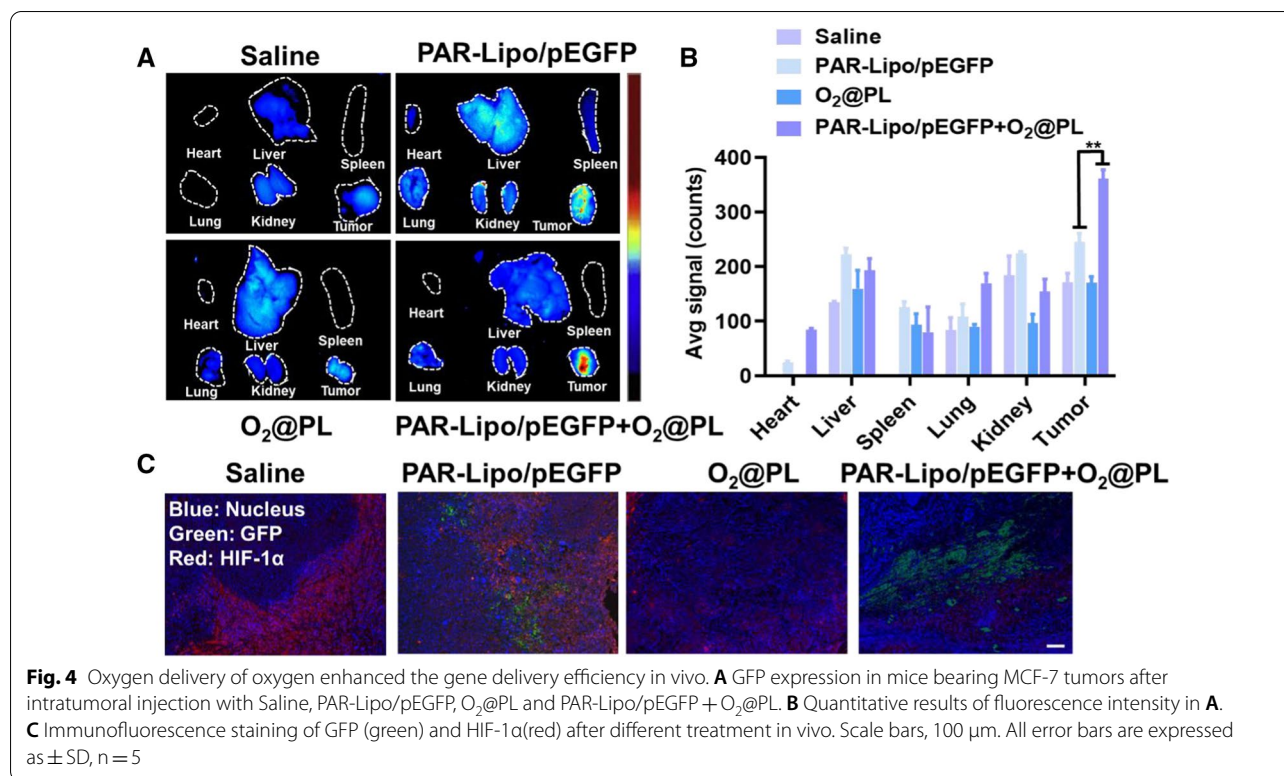 A
Saline
PAR-Lipo/pEGFP
Heart
Liver
Spleen
Lung
Kidney
Tumor
Heart
Liver
Spleen
Lung
Kidney
Tumor
Heart
Liver
Spleen
Lung
Kidney
Tumor
Heart
Liver
Spleen
Lung
Kidney
Tumor
O₂@PL
PAR-Lipo/pEGFP+O₂@PL
B
Saline
PAR-Lipo/pEGFP
O₂@PL
PAR-Lipo/pEGFP+O₂@PL
Avg signal (counts)
400
300
200
100
0
**
Heart
Liver
Spleen
Lung
Kidney
Tumor
C
Saline
PAR-Lipo/pEGFP
O₂@PL
PAR-Lipo/pEGFP+O₂@PL
Blue: Nucleus
Green: GFP
Red: HIF-1α
Fig. 4 Oxygen delivery of oxygen enhanced the gene delivery efficiency in vivo. A GFP expression in mice bearing MCF-7 tumors after
intratumoral injection with Saline, PAR-Lipo/pEGFP, O₂@PL and PAR-Lipo/pEGFP + O₂@PL. B Quantitative results of fluorescence intensity in A.
C Immunofluorescence staining of GFP (green) and HIF-1α(red) after different treatment in vivo. Scale bars, 100 μm. All error bars are expressed
as ± SD, n = 5